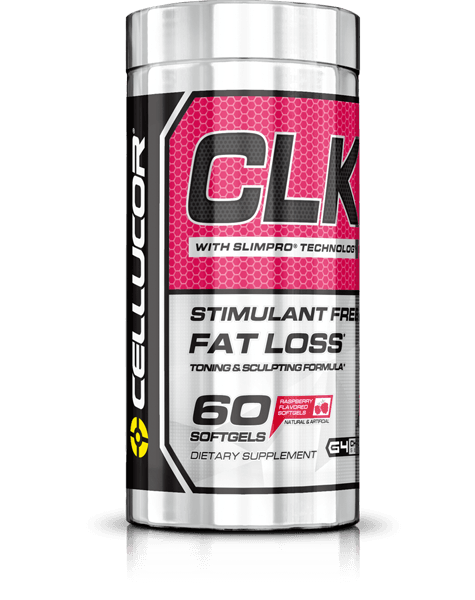 CELLUCOR®
CLK
WITH SLIMPRO® TECHNOLOGY
STIMULANT FREE
FAT LOSS*
TONING & SCULPTING FORMULA*
60
SOFTGELS
RASPBERRY
FLAVORED
SOFTGELS
NATURAL & ARTIFICIAL
DIETARY SUPPLEMENT
G4